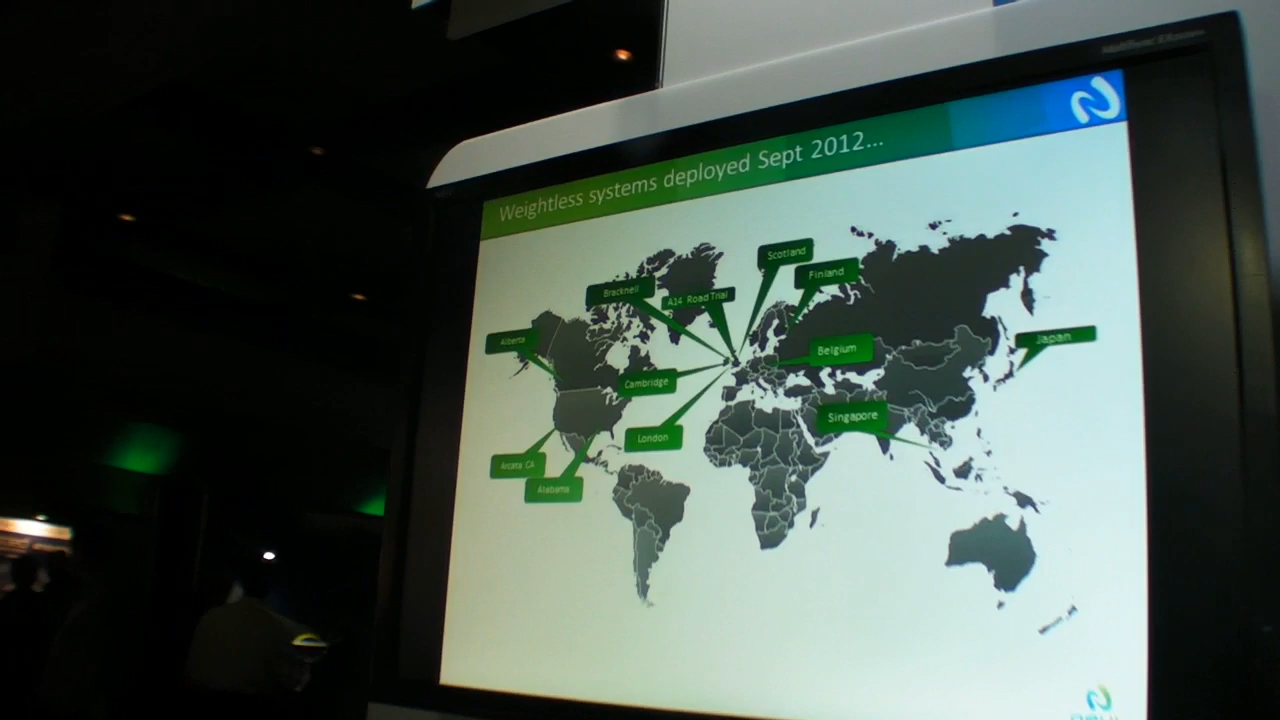 Weightless systems deployed Sept 2012...
Scotland
Finland
Bracknell
A14 Road Trial
Alberta
Japan
Belgium
Cambridge
Singapore
London
Arcata CA
Alabama